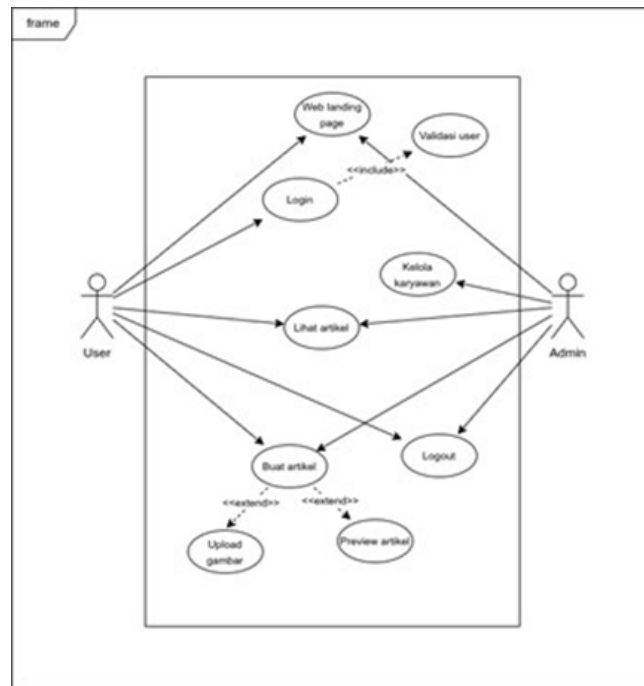 frame
Web landing
page
Validasi user
<<include>>
Login
Kelola
karyawan
Lihat artikel
User
Admin
Buat artikel
Logout
<<extend>>
<<extend>>
Upload
gambar
Preview artikel